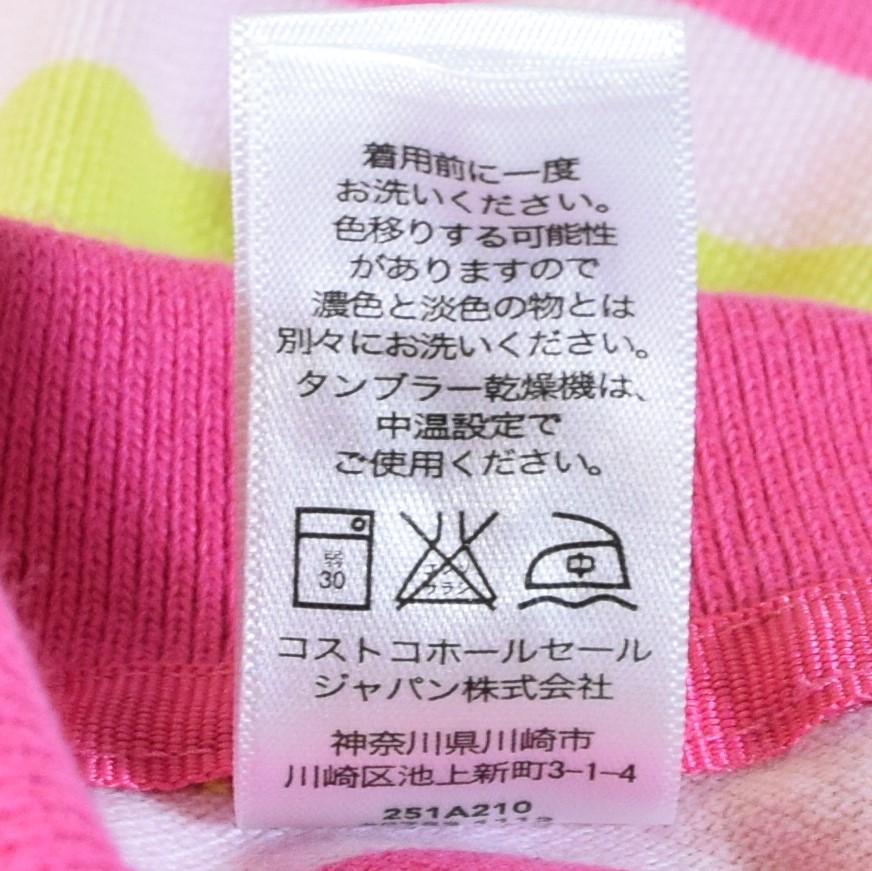 着用前に一度
お洗いください。
色移りする可能性
がありますので
濃色と淡色の物とは
別々にお洗いください。
タンブラー乾燥機は、
中温設定で
ご使用ください。
弱
30
エンソ
サラシ
中
コストコホールセール
ジャパン株式会社
神奈川県川崎市
川崎区池上新町3-1-4
251A210